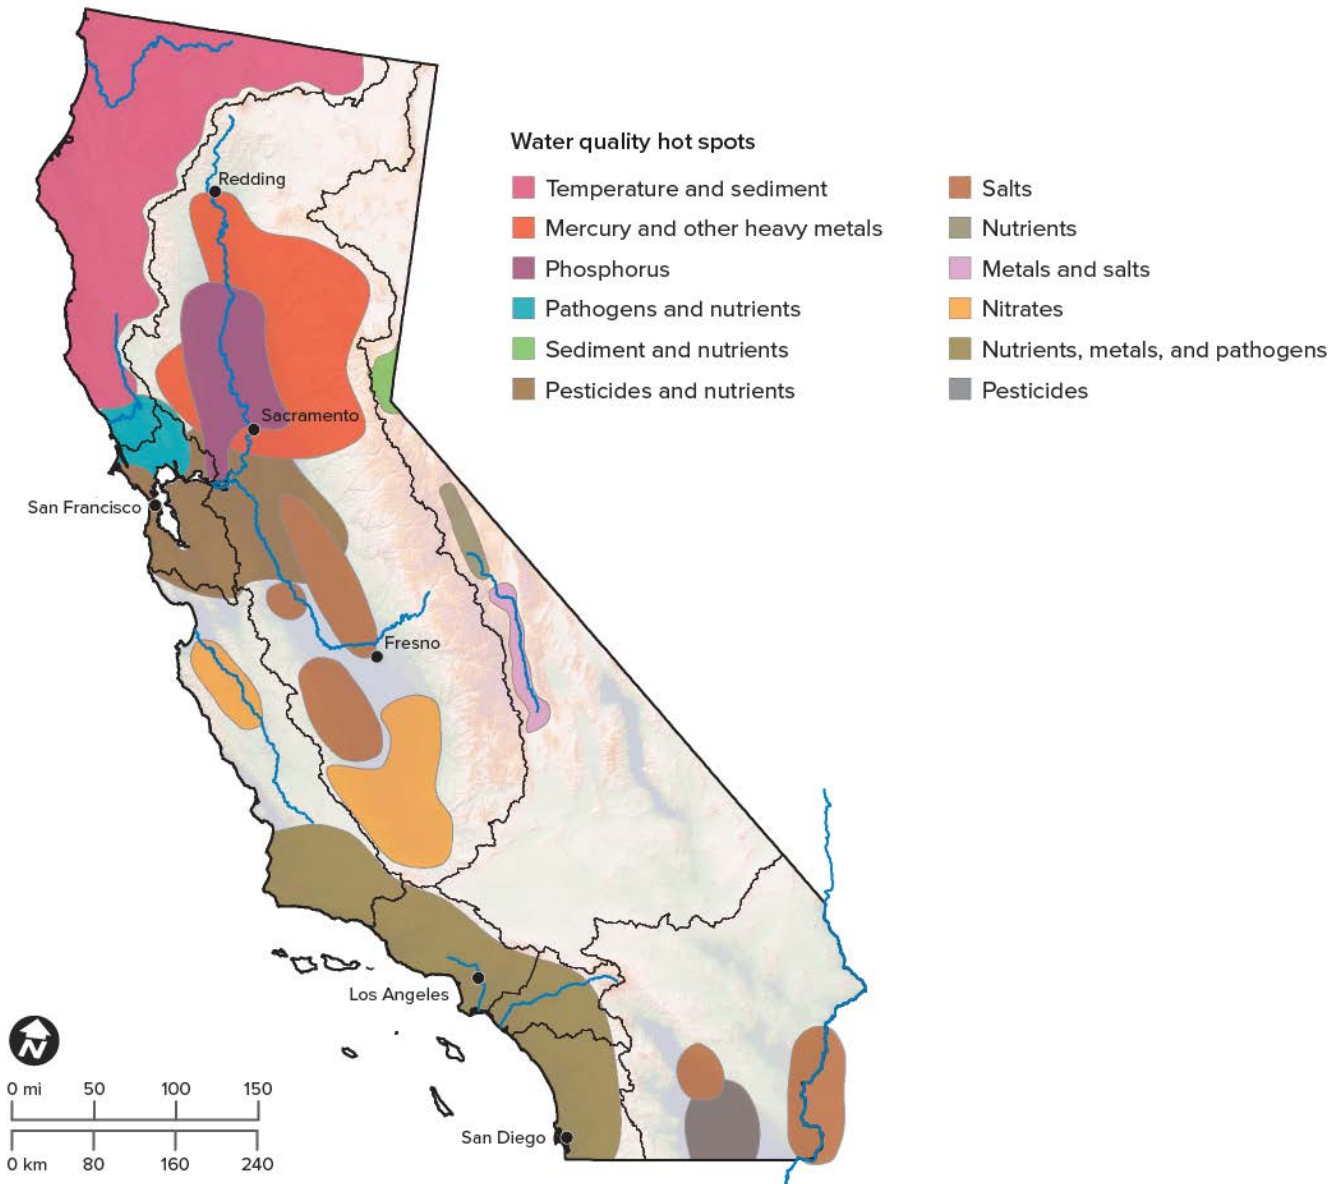 Water quality hot spots
Temperature and sediment
Mercury and other heavy metals
Phosphorus
Pathogens and nutrients
Sediment and nutrients
Pesticides and nutrients
Salts
Nutrients
Metals and salts
Nitrates
Nutrients, metals, and pathogens
Pesticides
Redding
Sacramento
San Francisco
Fresno
Los Angeles
San Diego
N
0 mi 50 100 150
0 km 80 160 240